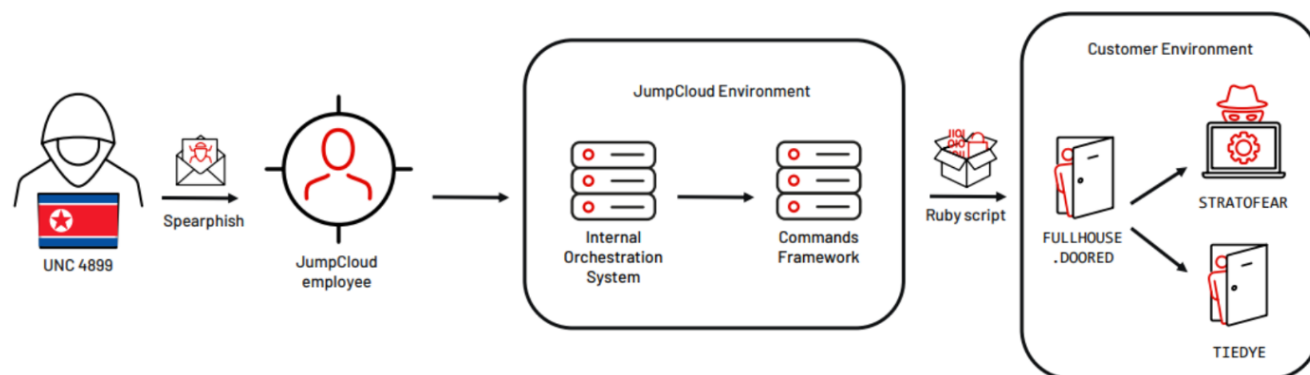 Customer Environment
JumpCloud Environment
UNC 4899
Spearphish
JumpCloud
employee
Internal
Orchestration
System
Commands
Framework
Ruby script
FULLHOUSE
.DOORED
STRATOFEAR
TIEDYE